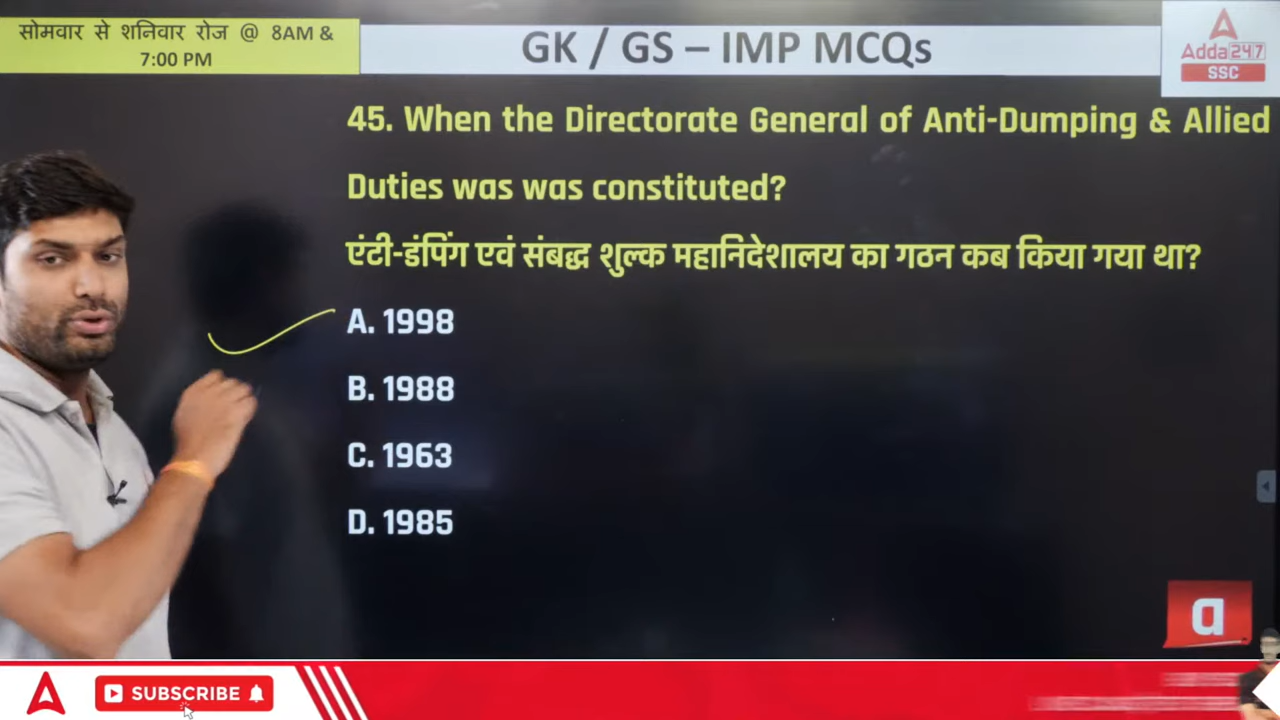 सोमवार से शनिवार रोज @ 8AM &
7:00 PM
GK / GS – IMP MCQs
Adda247
SSC
45. When the Directorate General of Anti-Dumping & Allied
Duties was was constituted?
एंटी-डंपिंग एवं संबद्ध शुल्क महानिदेशालय का गठन कब किया गया था?
A. 1998
B. 1988
C. 1963
D. 1985
a
SUBSCRIBE